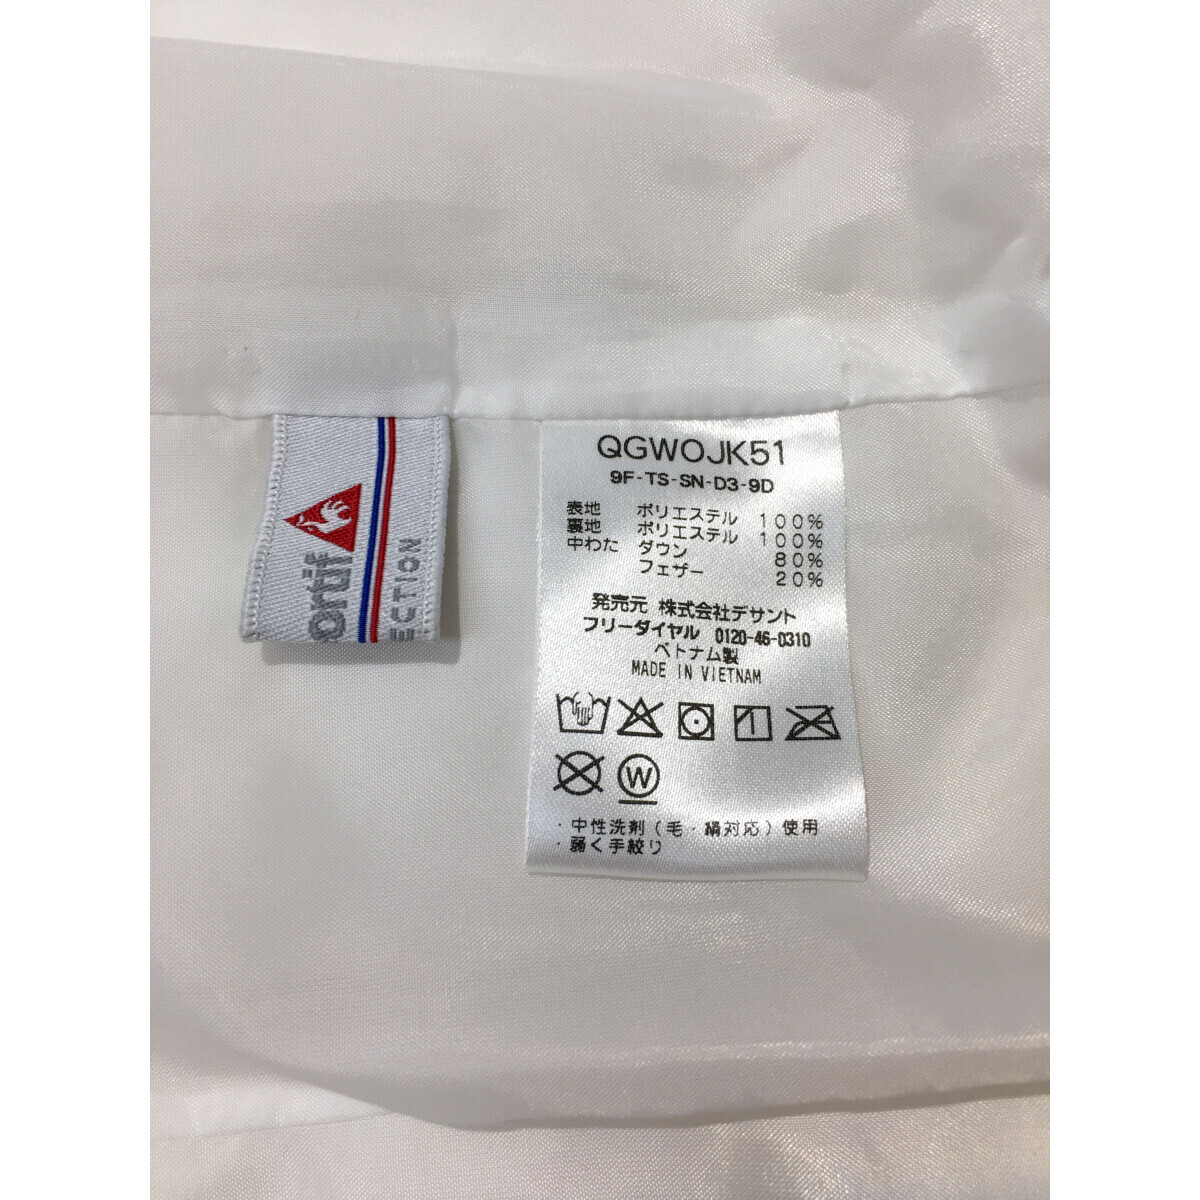 ortif
ECTION
QGWOJK51
9F-TS-SN-D3-9D
表地 ポリエステル 100%
裏地 ポリエステル 100%
中わた ダウン 80%
フェザー 20%
発売元 株式会社デサント
フリーダイヤル 0120-46-0310
ベトナム製
MADE IN VIETNAM
W
・中性洗剤(毛・絹対応)使用
・弱く手絞り